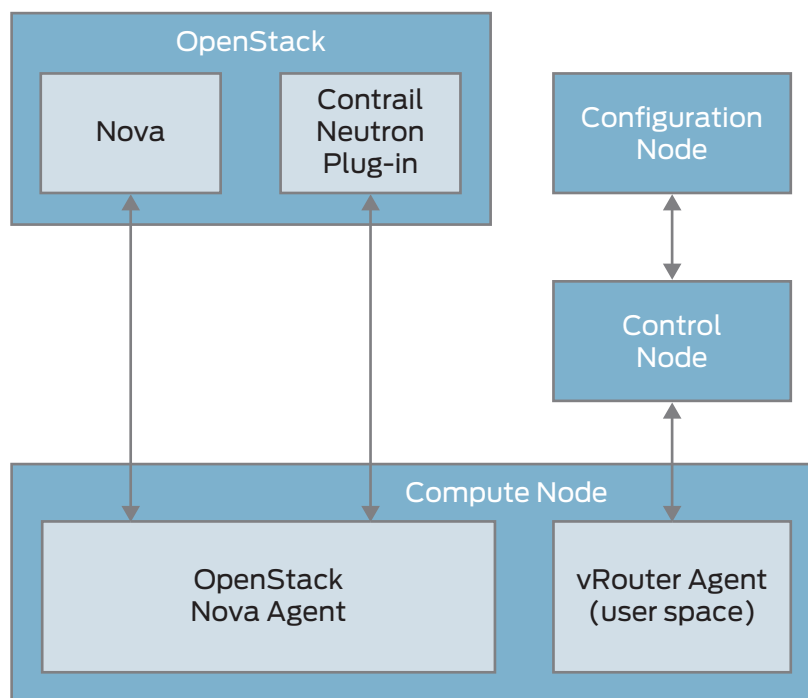 OpenStack
Nova
Contrail
Neutron
Plug-in
Configuration
Node
Control
Node
Compute Node
OpenStack
Nova Agent
vRouter Agent
(user space)